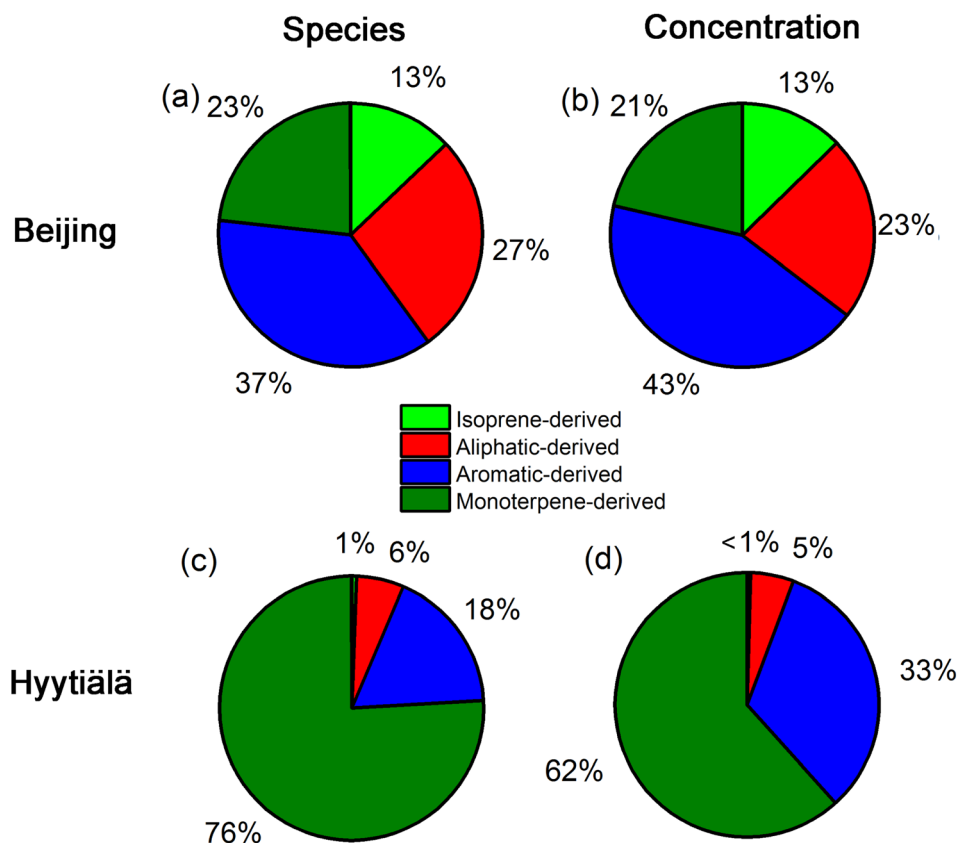 Species
Concentration
(a)
23%
13%
27%
37%
(b)
21%
13%
23%
43%
Beijing
Isoprene-derived
Aliphatic-derived
Aromatic-derived
Monoterpene-derived
(c)
1%
6%
18%
76%
(d)
<1%
5%
33%
62%
Hyytiälä